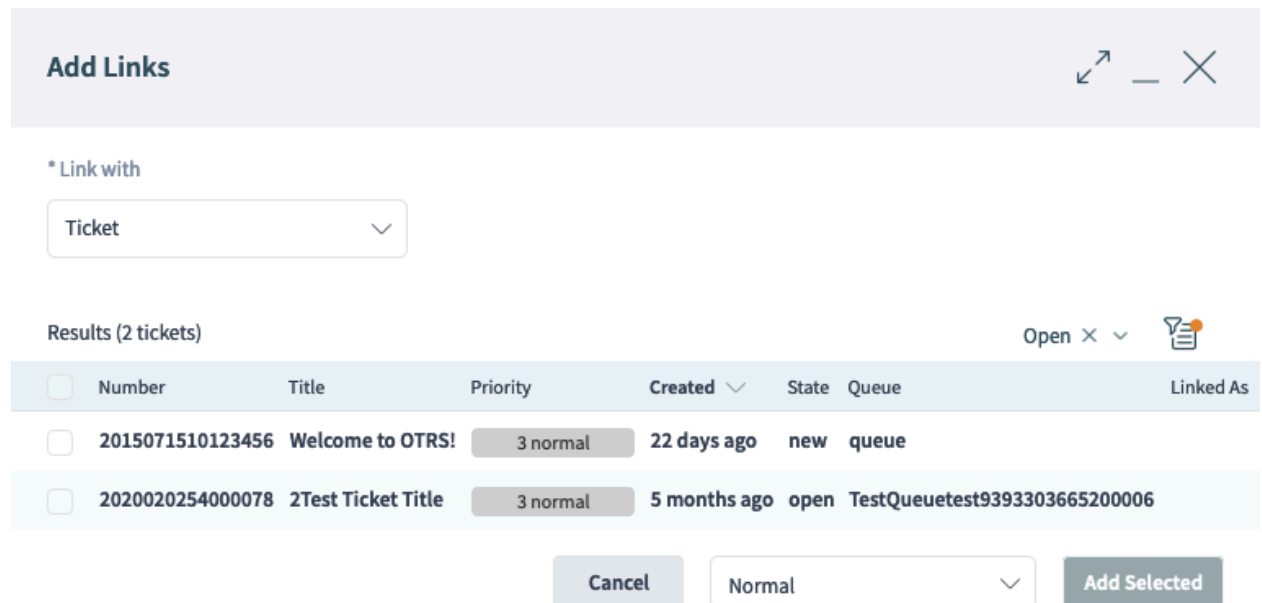 Add Links
* Link with
Ticket
Results (2 tickets) Open
Number Title Priority Created State Queue Linked As
2015071510123456 Welcome to OTRS! 3 normal 22 days ago new queue
2020020254000078 2Test Ticket Title 3 normal 5 months ago open TestQueuetest9393303665200006
Cancel Normal Add Selected